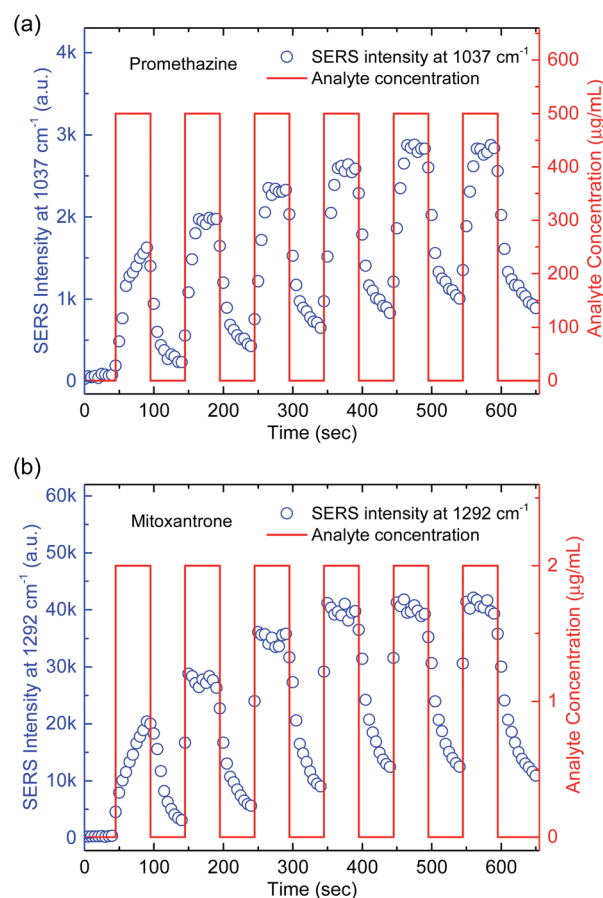 (a)
4k
3k
2k
1k
0
SERS Intensity at 1037 cm⁻¹ (a.u.)
Promethazine
SERS intensity at 1037 cm⁻¹
Analyte concentration
600
500
400
300
200
100
0
Analyte Concentration (µg/mL)
0 100 200 300 400 500 600
Time (sec)
(b)
60k
50k
40k
30k
20k
10k
0
SERS Intensity at 1292 cm⁻¹ (a.u.)
Mitoxantrone
SERS intensity at 1292 cm⁻¹
Analyte concentration
2
1
0
Analyte Concentration (µg/mL)
0 100 200 300 400 500 600
Time (sec)